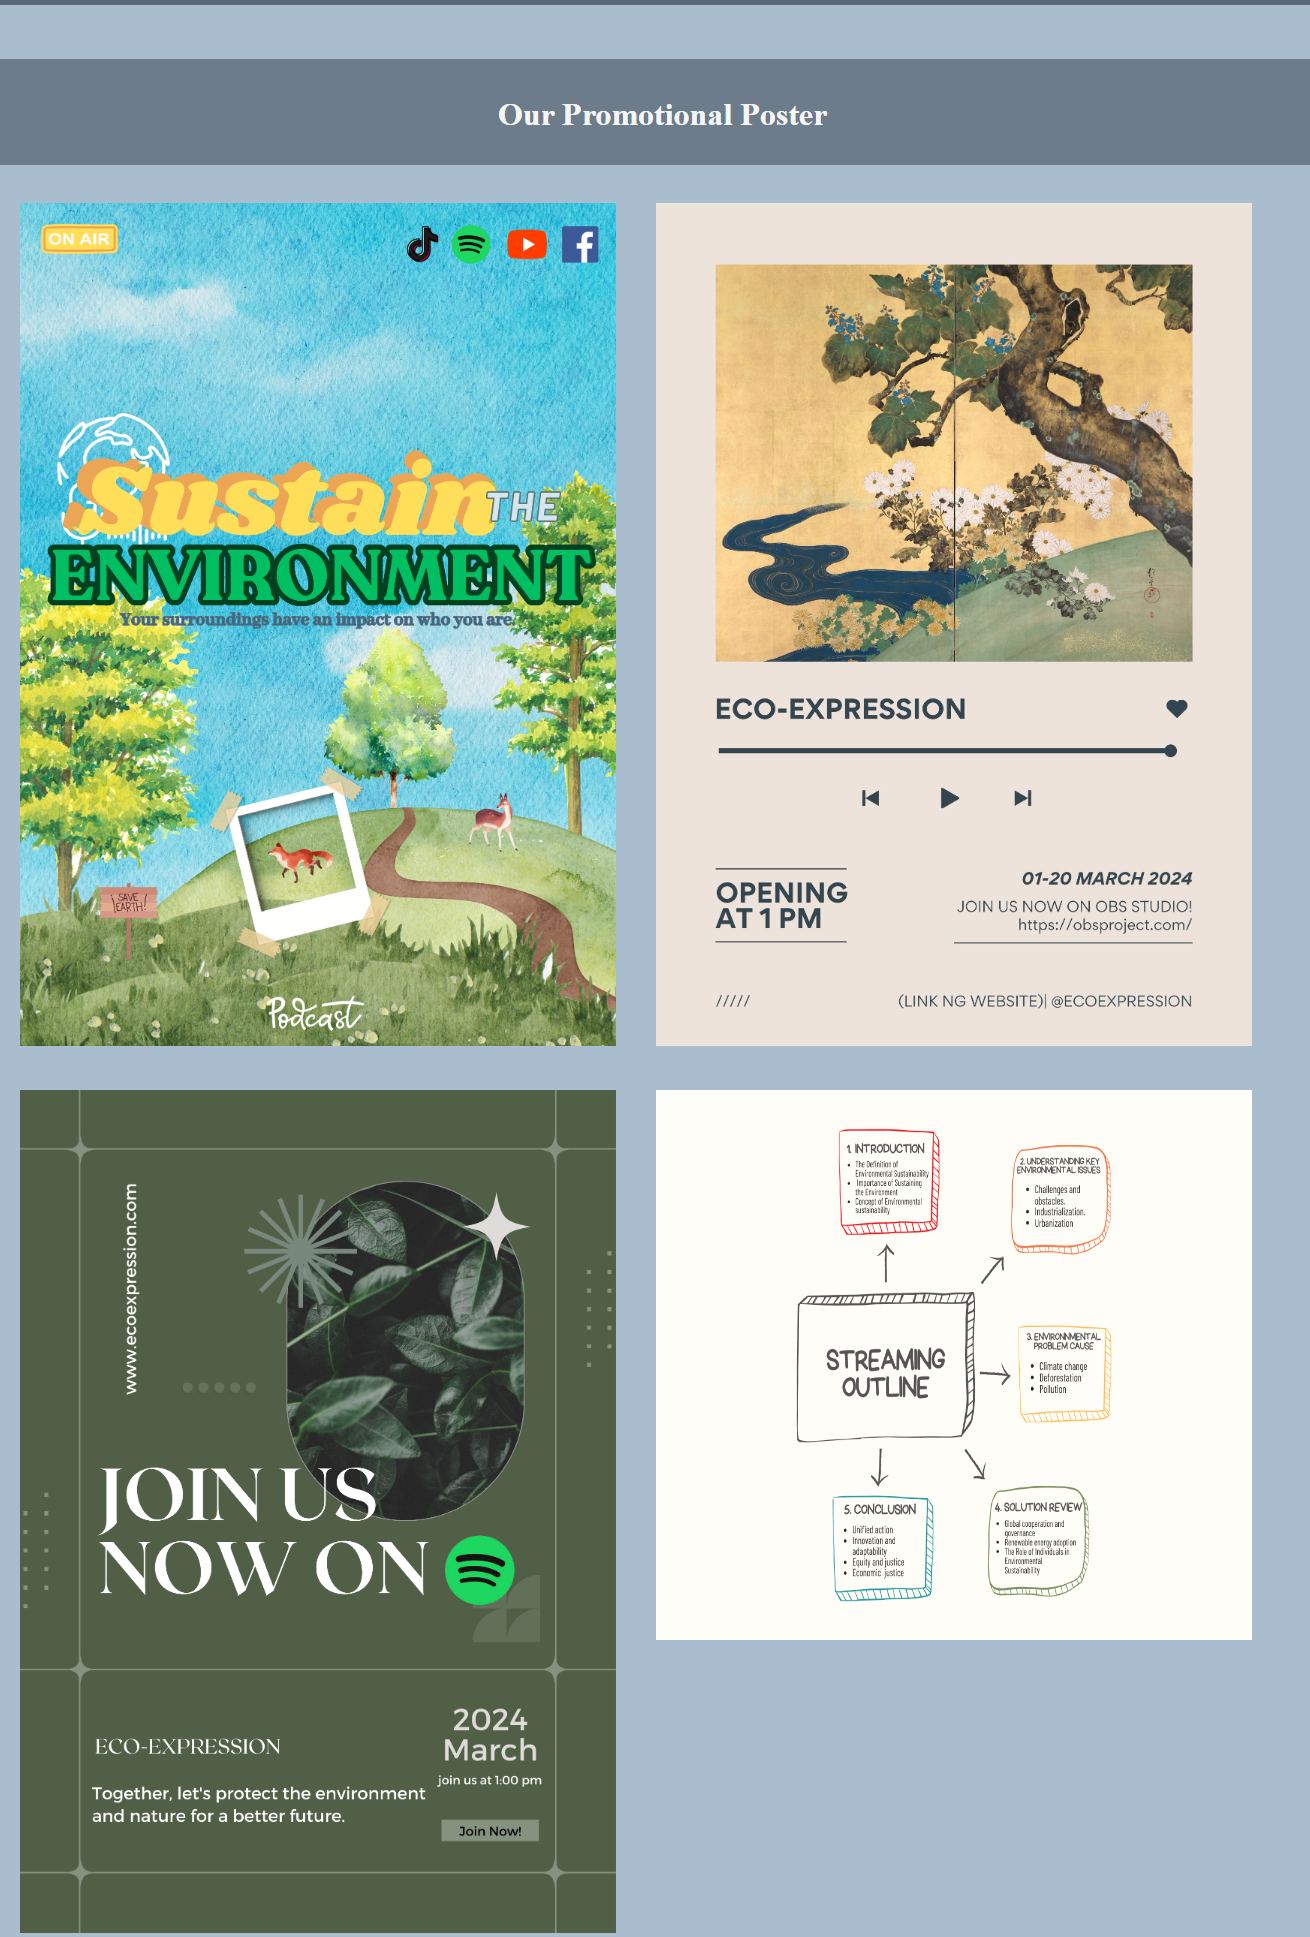 Our Promotional Poster
ON AIR
Sustain THE
ENVIRONMENT
Your surroundings have an impact on who you are.
¡SAVE
EARTH!
Podcast
ECO-EXPRESSION
OPENING
AT 1 PM
01-20 MARCH 2024
JOIN US NOW ON OBS STUDIO!
https://obsproject.com/
/////
(LINK NG WEBSITE)| @ECOEXPRESSION
www.ecoexpression.com
JOIN US
NOW ON
ECO-EXPRESSION
Together, let's protect the environment
and nature for a better future.
2024
March
join us at 1:00 pm
Join Now!
STREAMING
OUTLINE
1. INTRODUCTION
• The Definition of
Environmental Sustainability
• Importance of Sustaining
the Environment
• Concept of Environmental
sustainability
2. UNDERSTANDING KEY
ENVIRONMENTAL ISSUES
• Challenges and
obstacles.
• Industrialization.
• Urbanization
3. ENVIRONNMENTAL
PROBLEM CAUSE
• Climate change
• Deforestation
• Pollution
4. SOLUTION REVIEW
• Global cooperation and
governance
• Renewable energy adoption
• The Role of Individuals in
Environmental
Sustainability
5. CONCLUSION
• Unified action
• Innovation and
adaptability
• Equity and justice
• Economic justice